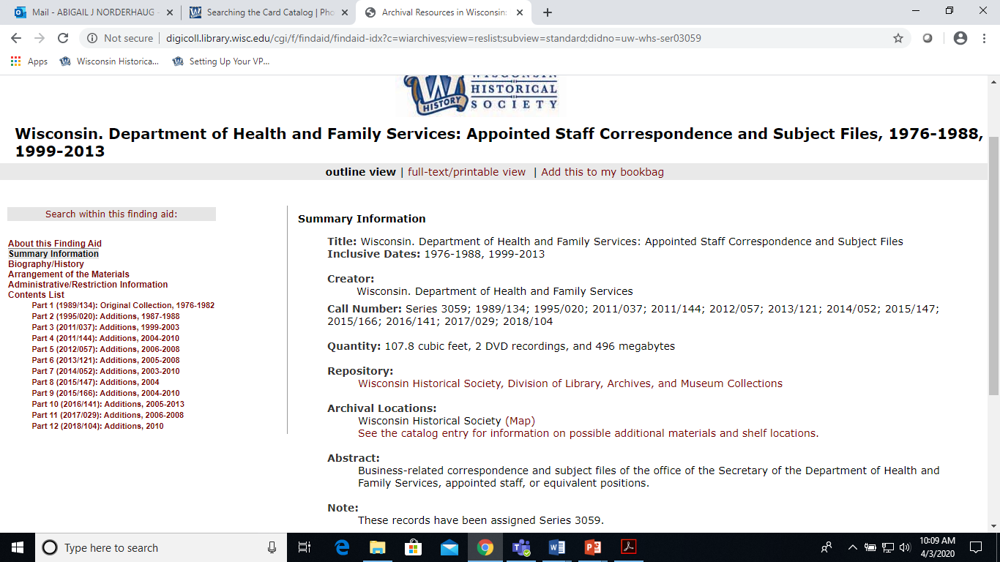 Mail - ABIGAIL J NORDERHAUG -
Searching the Card Catalog | Pho
Archival Resources in Wisconsin:
Not secure
digicoll.library.wisc.edu/cgi/f/findaid/findaid-idx?c=wiarchives;view=reslist;subview=standard;didno=uw-whs-ser03059
Apps
Wisconsin Historica...
Setting Up Your VP...
WISCONSIN
HISTORICAL
SOCIETY
W
HISTORY
Wisconsin. Department of Health and Family Services: Appointed Staff Correspondence and Subject Files, 1976-1988,
1999-2013
outline view | full-text/printable view | Add this to my bookbag
Search within this finding aid:
About this Finding Aid
Summary Information
Biography/History
Arrangement of the Materials
Administrative/Restriction Information
Contents List
Part 1 (1989/134): Original Collection, 1976-1982
Part 2 (1995/020): Additions, 1987-1988
Part 3 (2011/037): Additions, 1999-2003
Part 4 (2011/144): Additions, 2004-2010
Part 5 (2012/057): Additions, 2006-2008
Part 6 (2013/121): Additions, 2005-2008
Part 7 (2014/052): Additions, 2003-2010
Part 8 (2015/147): Additions, 2004
Part 9 (2015/166): Additions, 2004-2010
Part 10 (2016/141): Additions, 2005-2013
Part 11 (2017/029): Additions, 2006-2008
Part 12 (2018/104): Additions, 2010
Summary Information
Title: Wisconsin. Department of Health and Family Services: Appointed Staff Correspondence and Subject Files
Inclusive Dates: 1976-1988, 1999-2013
Creator:
Wisconsin. Department of Health and Family Services
Call Number: Series 3059; 1989/134; 1995/020; 2011/037; 2011/144; 2012/057; 2013/121; 2014/052; 2015/147;
2015/166; 2016/141; 2017/029; 2018/104
Quantity: 107.8 cubic feet, 2 DVD recordings, and 496 megabytes
Repository:
Wisconsin Historical Society, Division of Library, Archives, and Museum Collections
Archival Locations:
Wisconsin Historical Society (Map)
See the catalog entry for information on possible additional materials and shelf locations.
Abstract:
Business-related correspondence and subject files of the office of the Secretary of the Department of Health and
Family Services, appointed staff, or equivalent positions.
Note:
These records have been assigned Series 3059.
Type here to search
10:09 AM
4/3/2020